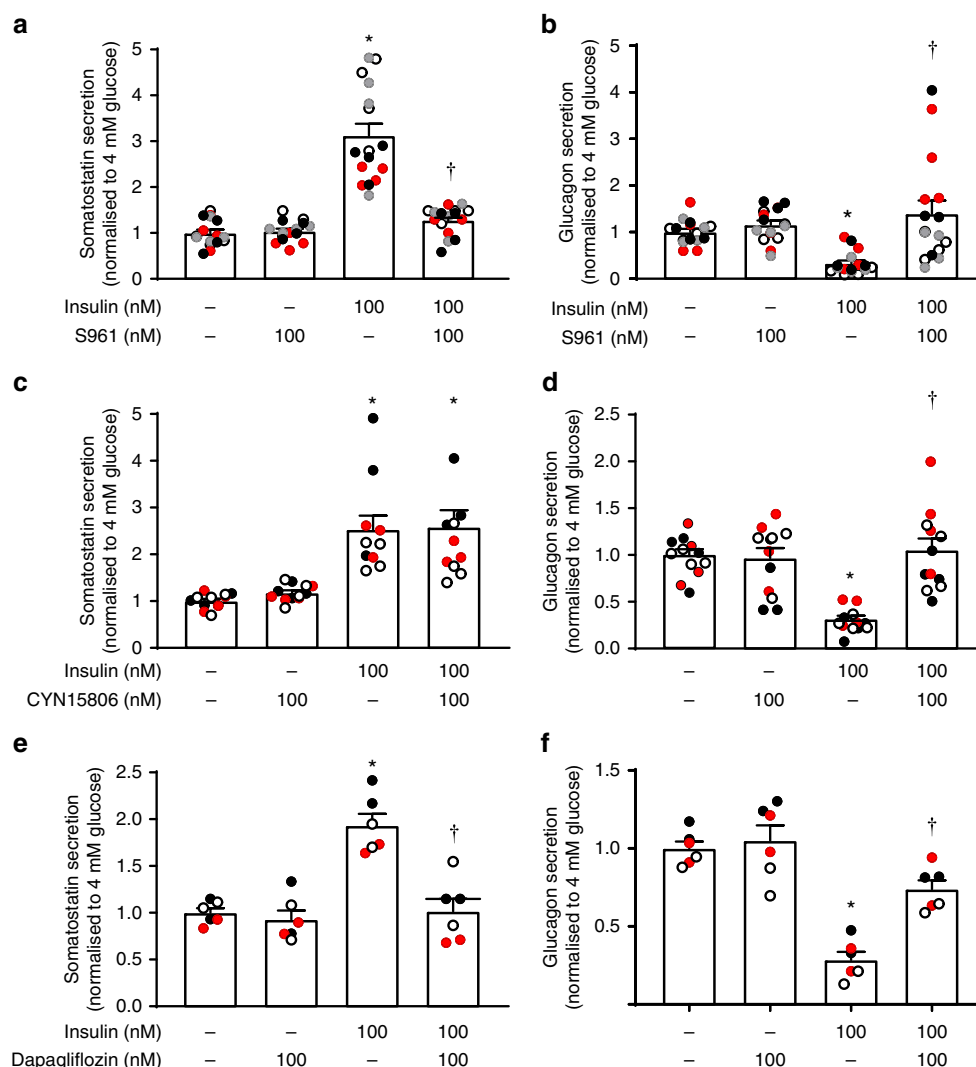 a
b
Somatostatin secretion
(normalised to 4 mM glucose)
5
4
3
2
1
0
*
†
Insulin (nM) – – 100 100
S961 (nM) – 100 – 100
Glucagon secretion
(normalised to 4 mM glucose)
5
4
3
2
1
0
*
†
Insulin (nM) – – 100 100
S961 (nM) – 100 – 100
c
d
Somatostatin secretion
(normalised to 4 mM glucose)
5
4
3
2
1
0
*
*
Insulin (nM) – – 100 100
CYN15806 (nM) – 100 – 100
Glucagon secretion
(normalised to 4 mM glucose)
2.5
2.0
1.5
1.0
0.5
0.0
*
†
– – 100 100
– 100 – 100
e
f
Somatostatin secretion
(normalised to 4 mM glucose)
2.5
2.0
1.5
1.0
0.5
0.0
*
†
Insulin (nM) – – 100 100
Dapagliflozin (nM) – 100 – 100
Glucagon secretion
(normalised to 4 mM glucose)
1.5
1.0
0.5
*
†
– – 100 100
– 100 – 100